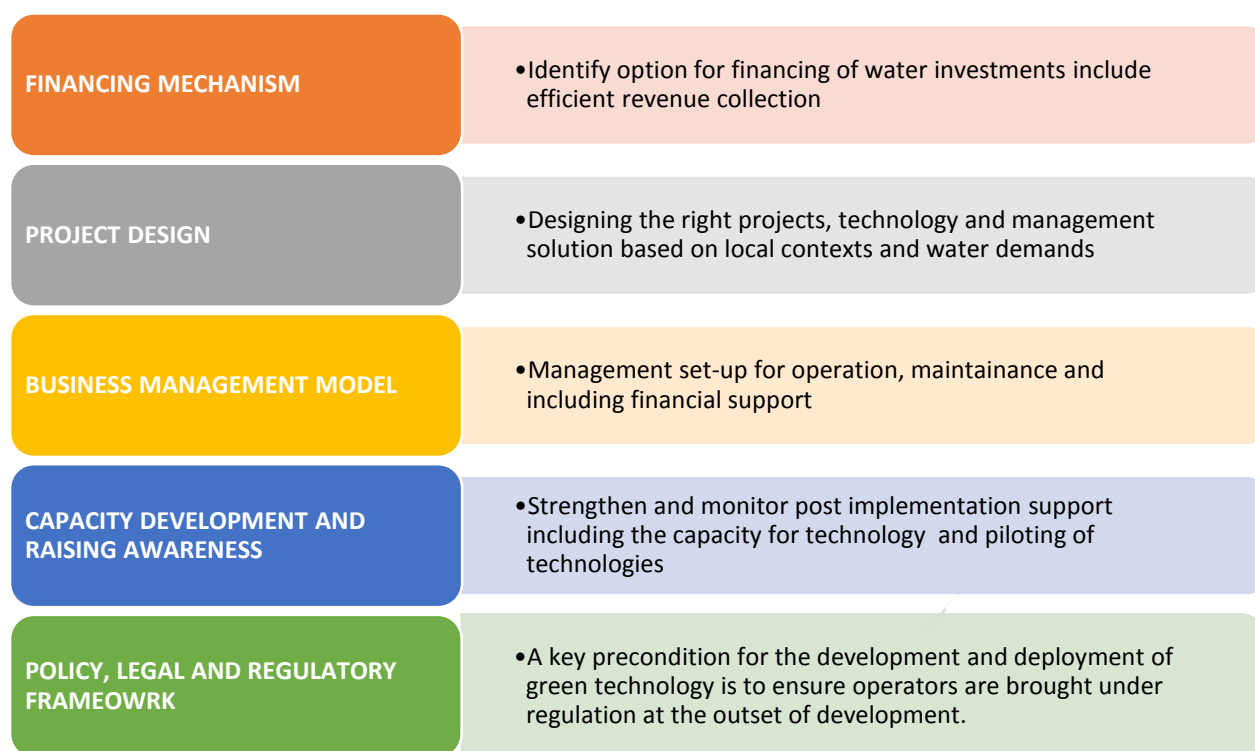 FINANCING MECHANISM
•Identify option for financing of water investments include
efficient revenue collection
PROJECT DESIGN
•Designing the right projects, technology and management
solution based on local contexts and water demands
BUSINESS MANAGEMENT MODEL
•Management set-up for operation, maintainance and
including financial support
CAPACITY DEVELOPMENT AND
RAISING AWARENESS
•Strengthen and monitor post implementation support
including the capacity for technology and piloting of
technologies
POLICY, LEGAL AND REGULATORY
FRAMEOWRK
•A key precondition for the development and deployment of
green technology is to ensure operators are brought under
regulation at the outset of development.